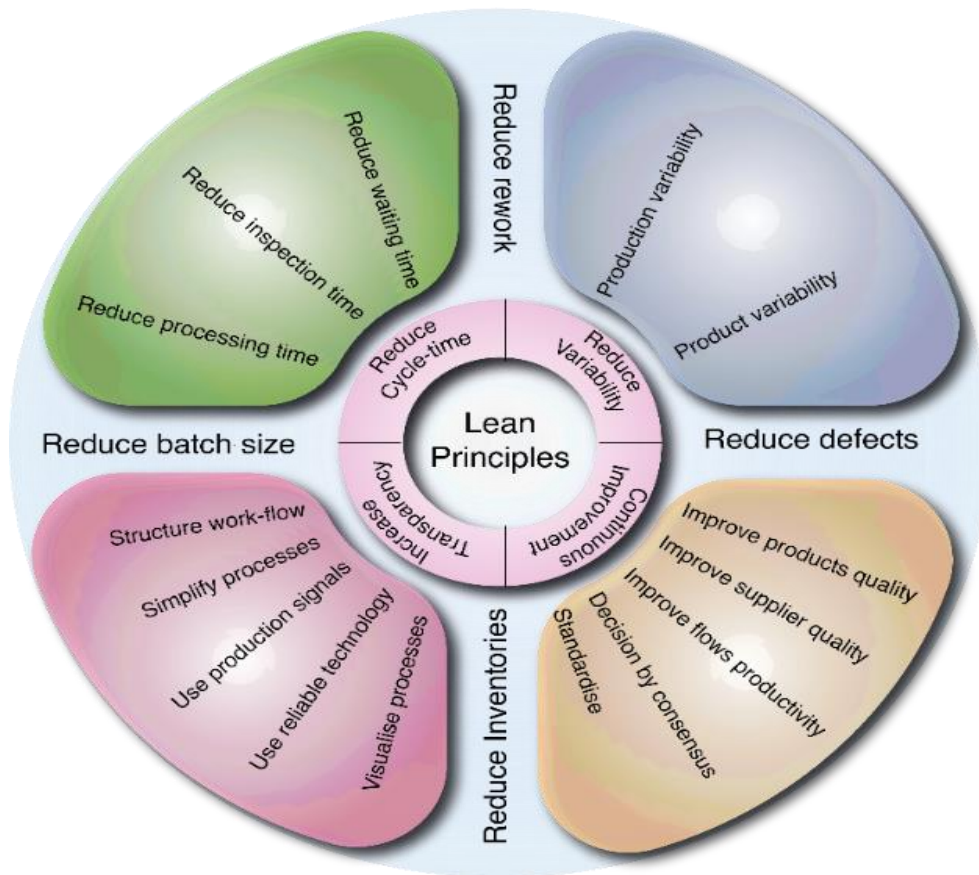 Reduce waiting time
Reduce inspection time
Reduce processing time
Reduce rework
Production variability
Product variability
Reduce
Cycle-time
Reduce
Variability
Lean
Principles
Increase
Transparency
Continuous
Improvement
Reduce batch size
Reduce defects
Structure work-flow
Simplify processes
Use production signals
Use reliable technology
Visualise processes
Reduce Inventories
Improve products quality
Improve supplier quality
Improve flows productivity
Decision by consensus
Standardise